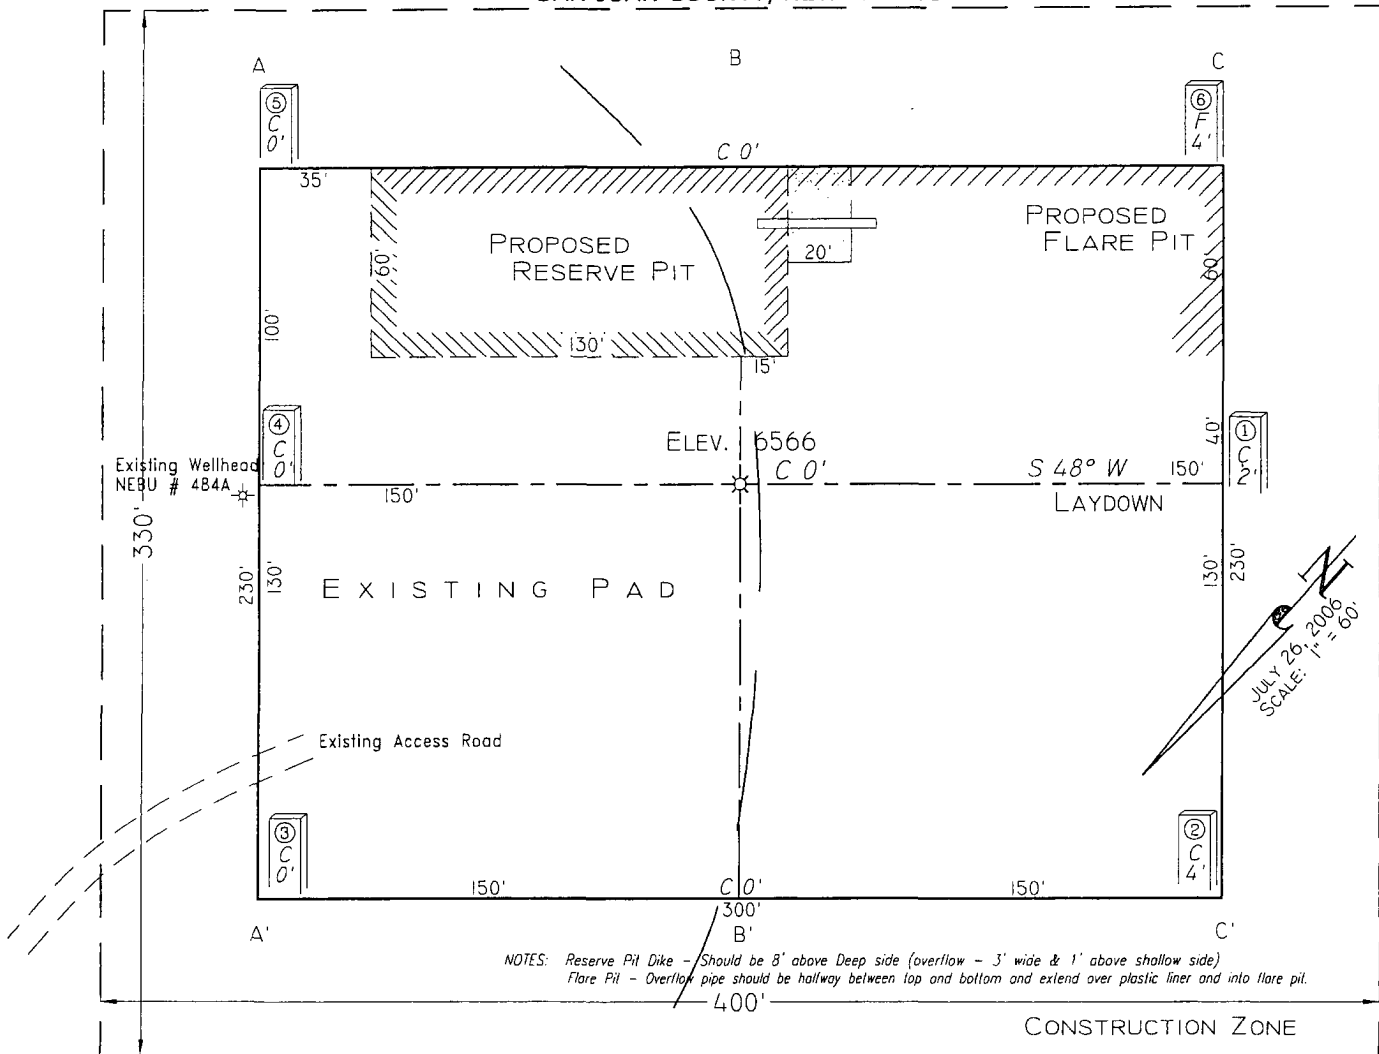 A
B
C
⑤
C
0'
⑥
F
4'
C 0'
35'
PROPOSED
RESERVE PIT
60'
20'
PROPOSED
FLARE PIT
60'
100'
130'
15'
④
C
0'
ELEV. 6566
C 0'
40'
①
C
2'
Existing Wellhead
NEBU # 484A
150'
S 48° W
150'
LAYDOWN
330'
230'
130'
EXISTING PAD
130'
230'
N
JULY 26, 2006
SCALE: 1" = 60'
Existing Access Road
③
C
0'
②
C
4'
150'
C 0'
150'
300'
A'
B'
C'
NOTES: Reserve Pit Dike - Should be 8' above Deep side (overflow - 3' wide & 1' above shallow side)
Flare Pit - Overflow pipe should be halfway between top and bottom and extend over plastic liner and into flare pit.
400'
CONSTRUCTION ZONE